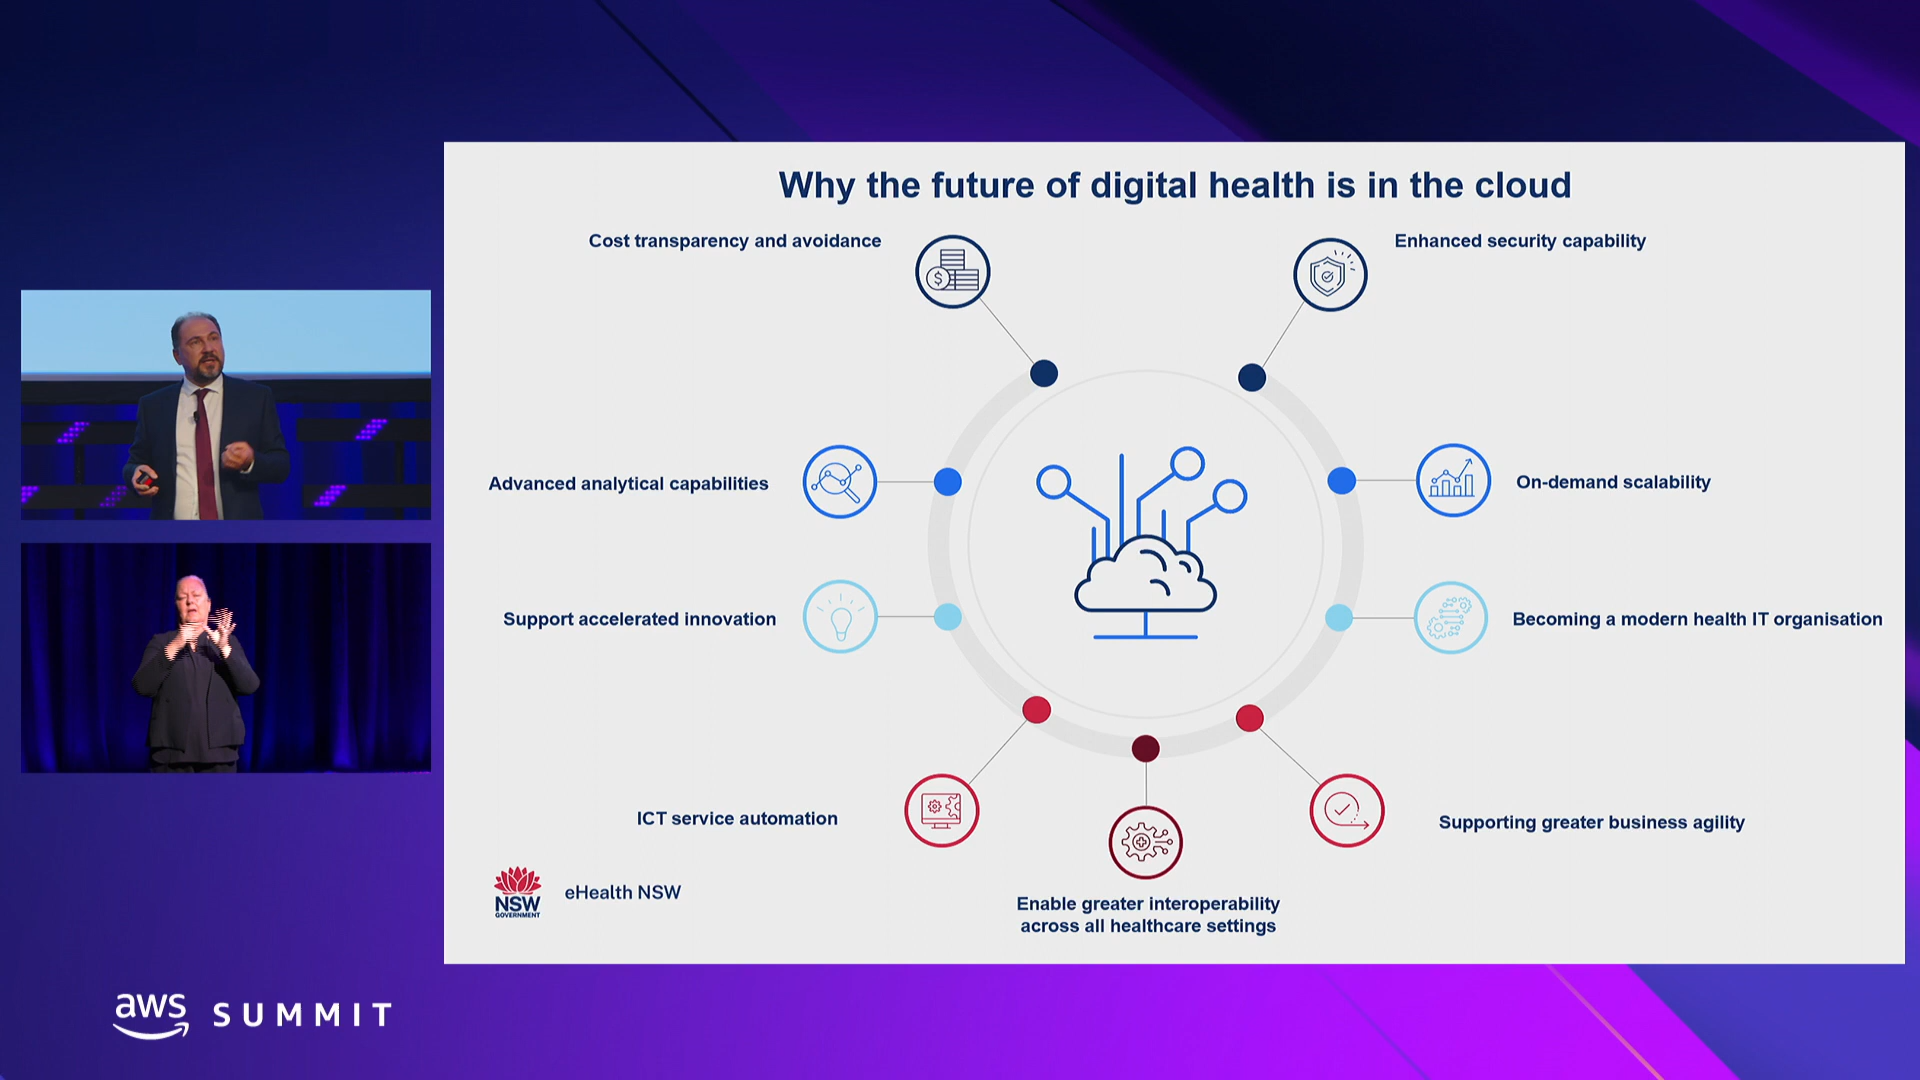 Why the future of digital health is in the cloud
Cost transparency and avoidance
Enhanced security capability
Advanced analytical capabilities
On-demand scalability
Support accelerated innovation
Becoming a modern health IT organisation
ICT service automation
Supporting greater business agility
Enable greater interoperability
across all healthcare settings
NSW
GOVERNMENT
eHealth NSW
aws SUMMIT